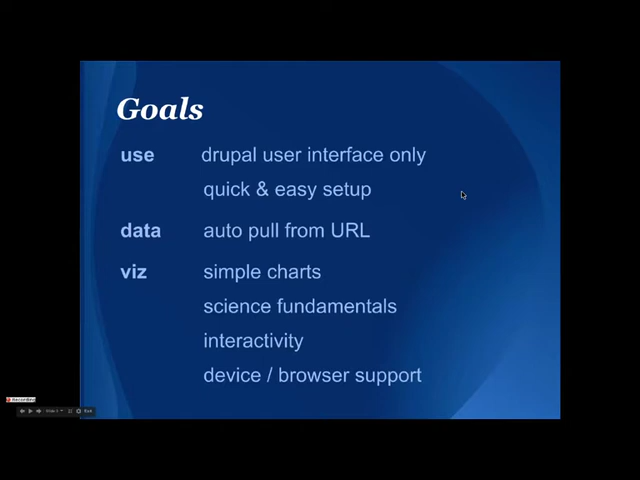 Goals
use drupal user interface only
quick & easy setup
data auto pull from URL
viz simple charts
science fundamentals
interactivity
device / browser support